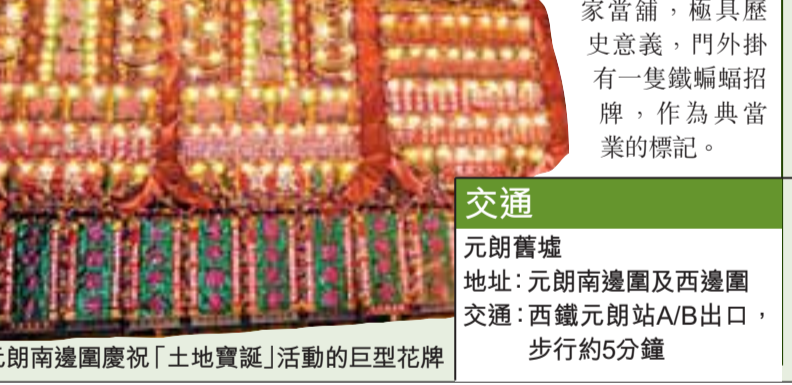 家當舖，極具歷
史意義，門外掛
有一隻鐵蝙蝠招
牌，作為典當
業的標記。
交通
元朗舊墟
地址：元朗南邊圍及西邊圍
交通：西鐵元朗站A/B出口，
步行約5分鐘
朗南邊圍慶祝「土地寶誕」活動的巨型花牌